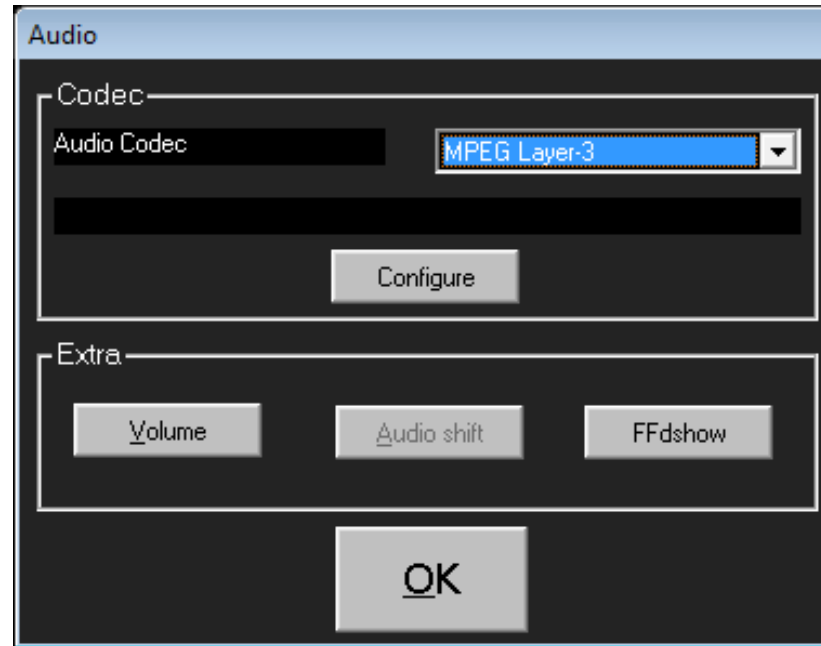 Audio
Codec
Audio Codec
MPEG Layer-3
Configure
Extra
Volume
Audio shift
FFdshow
OK